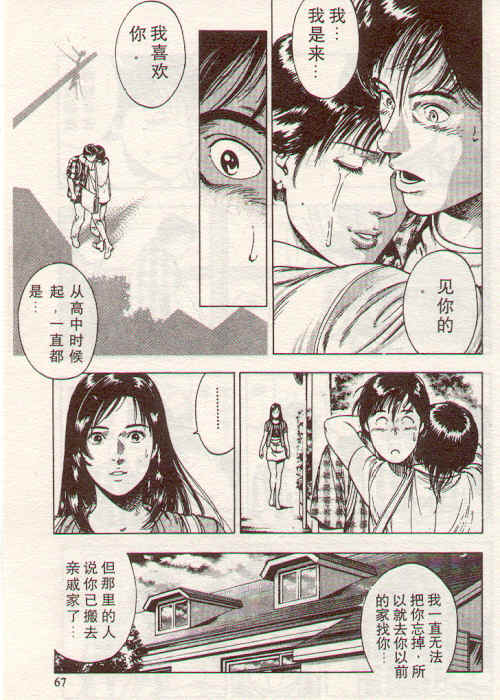 我…
我是来…
见你的
我喜欢
你．
从高中时候
起，一直都
是…
………
我一直无法
把你忘掉，所
以就去你以前
的家找你…
但那里的人
说你已搬去
亲戚家了…
67